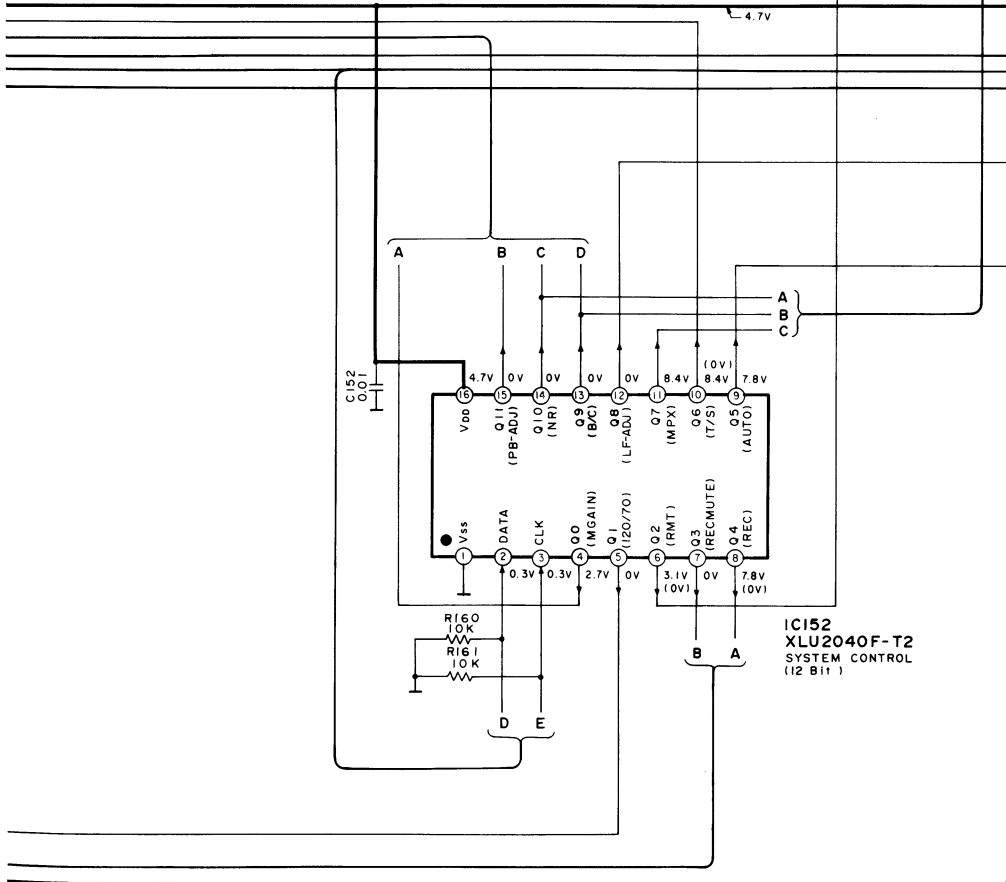 4.7V
A B C D
A
B
C
(0V)
C152
0.01
4.7V 0V 0V 0V 0V 8.4V 8.4V 7.8V
16 15 14 13 12 11 10 9
VDD
Q11
(PB-ADJ)
Q10
(NR)
Q9
(B/C)
Q8
(LF-ADJ)
Q7
(MPX)
Q6
(T/S)
Q5
(AUTO)
Vss
DATA
CLK
Q0
(MGAIN)
Q1
(120/70)
Q2
(RMT)
Q3
(RECMUTE)
Q4
(REC)
1 2 3 4 5 6 7 8
0.3V 0.3V 2.7V 0V 3.1V 0V 7.8V
(0V) (0V)
R160
10K
R161
10K
IC152
XLU2040F-T2
SYSTEM CONTROL
(12 Bit)
B A
D E